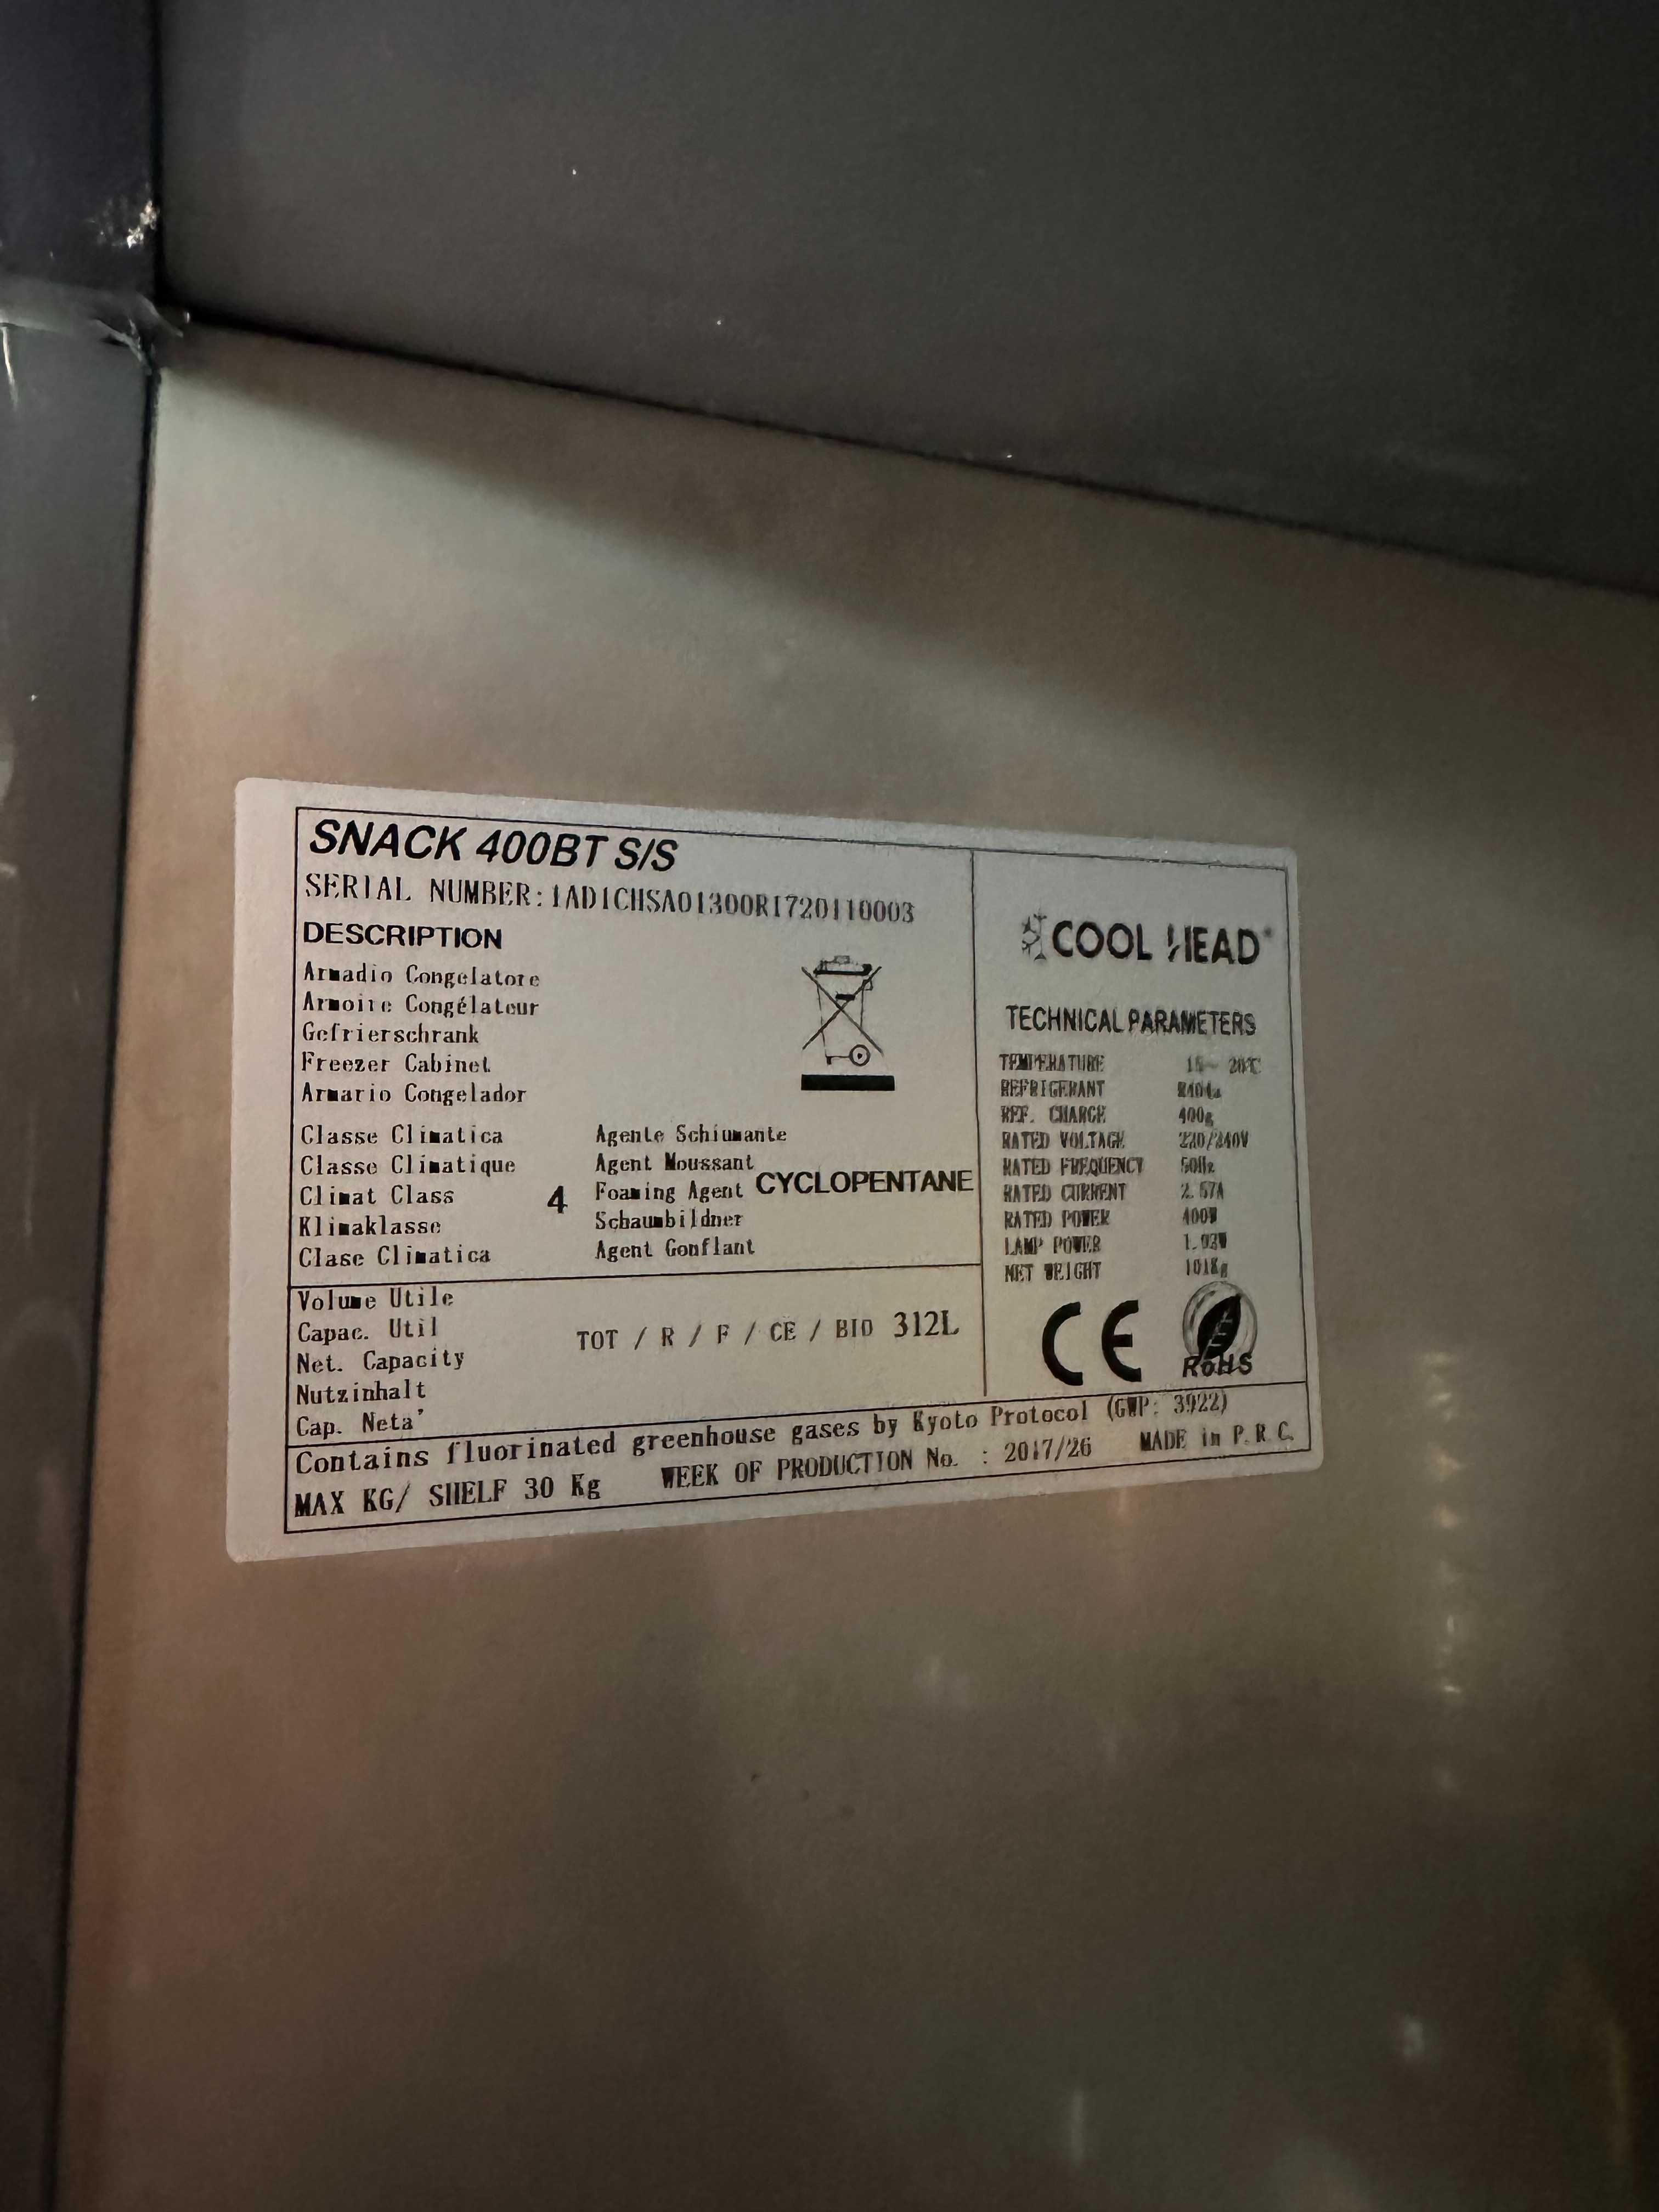 SNACK 400BT S/S
SERIAL NUMBER: 1AD1CHSA01300R1720110003
DESCRIPTION
Armadio Congelatore
Armoire Congélateur
Gefrierschrank
Freezer Cabinet
Armario Congelador
Classe Climatica
Classe Climatique
Climat Class
Klimaklasse
Clase Climatica
4
Agente Schiumante
Agent Moussant
Foaming Agent
Schaumbildner
Agent Gonflant
CYCLOPENTANE
Volume Utile
Capac. Util
Net. Capacity
Nutzinhalt
Cap. Neta'
TOT / R / F / CE / BIO 312L
COOL HEAD
TECHNICAL PARAMETERS
TEMPERATURE
REFRIGERANT R404a
REF. CHARGE 400g
RATED VOLTAGE 220/240V
RATED FREQUENCY 50Hz
RATED CURRENT 2.57A
RATED POWER 400W
LAMP POWER
NET WEIGHT 101Kg
CE
RoHS
Contains fluorinated greenhouse gases by Kyoto Protocol (GWP: 3922)
MAX KG/ SHELF 30 Kg WEEK OF PRODUCTION No. : 2017/26 MADE in P.R.C.